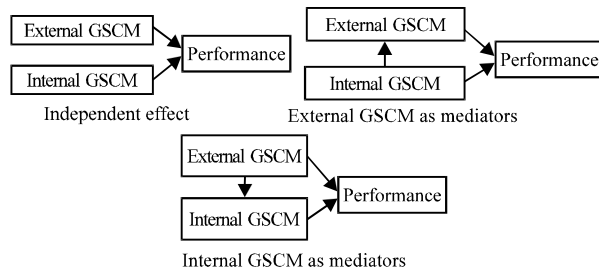 External GSCM
Performance
Internal GSCM
Independent effect
External GSCM
Performance
Internal GSCM
External GSCM as mediators
External GSCM
Performance
Internal GSCM
Internal GSCM as mediators